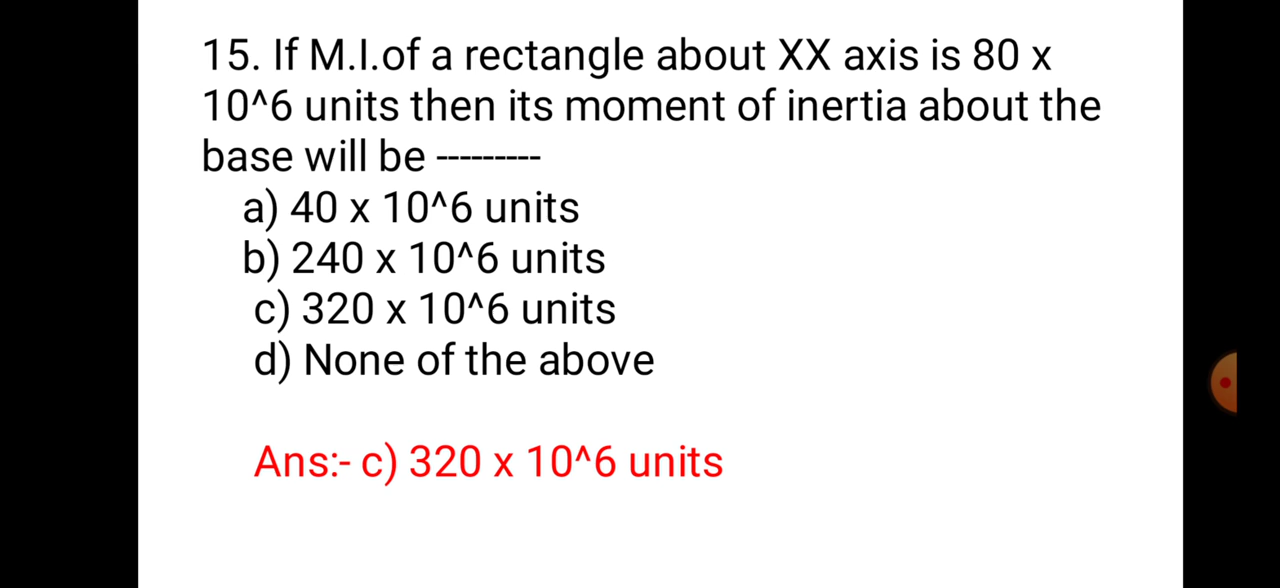 15. If M.I.of a rectangle about XX axis is 80 x
10^6 units then its moment of inertia about the
base will be ---------
a) 40 x 10^6 units
b) 240 x 10^6 units
c) 320 x 10^6 units
d) None of the above
Ans:- c) 320 x 10^6 units